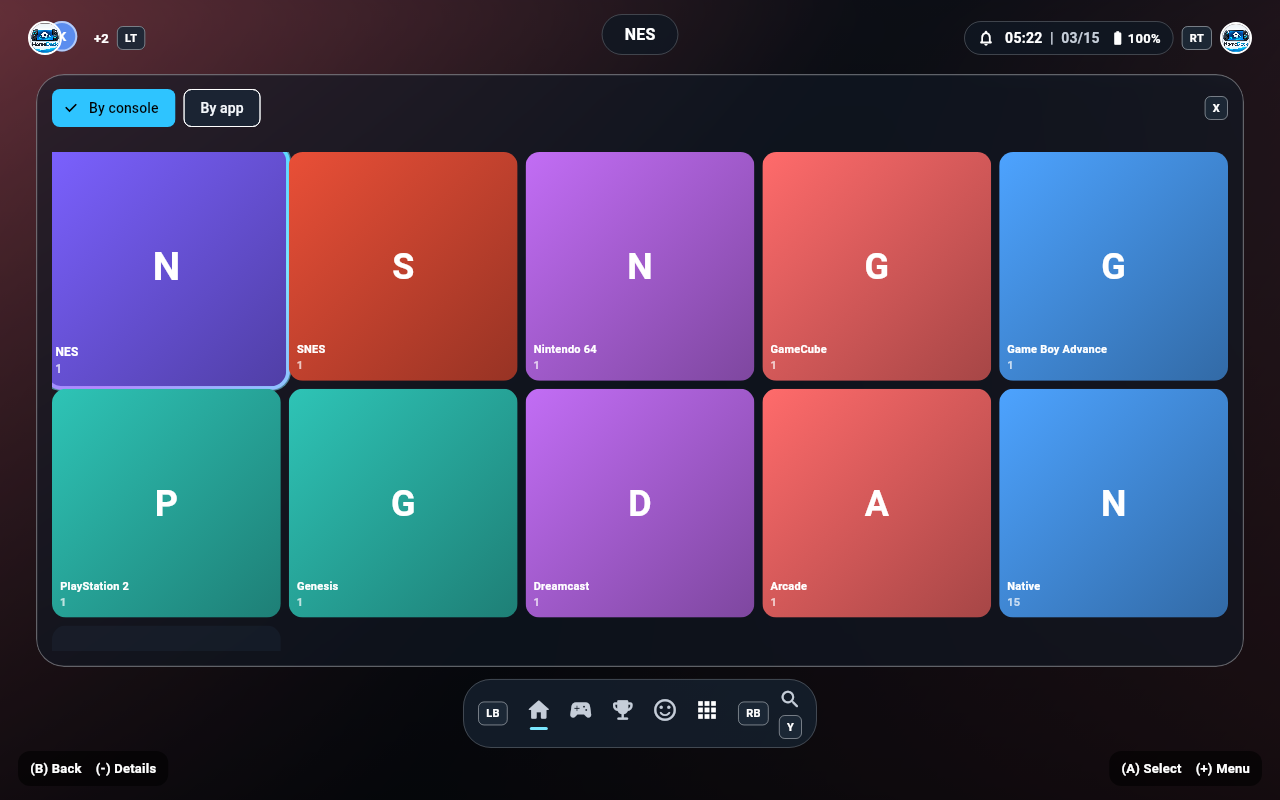 +2 LT
NES
05:22 | 03/15 100% RT
By console By app X
N
NES
1
S
SNES
1
N
Nintendo 64
1
G
GameCube
1
G
Game Boy Advance
1
P
PlayStation 2
1
G
Genesis
1
D
Dreamcast
1
A
Arcade
1
N
Native
15
LB RB Y
(B) Back (-) Details
(A) Select (+) Menu